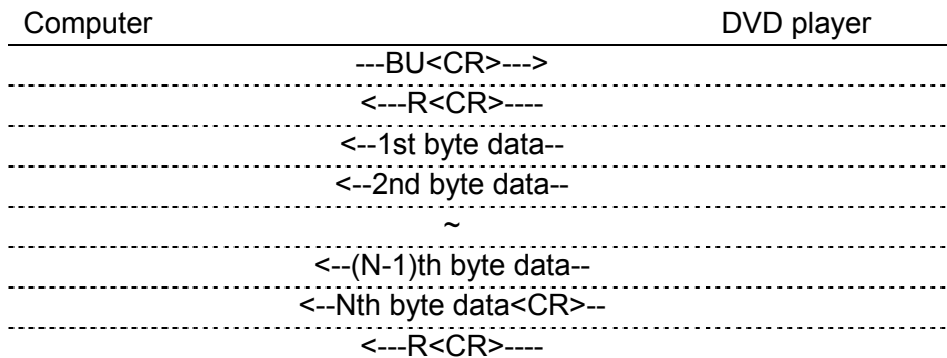 Computer DVD player
---BU<CR>--->
<---R<CR>----
<--1st byte data--
<--2nd byte data--
~
<--(N-1)th byte data--
<--Nth byte data<CR>--
<---R<CR>----